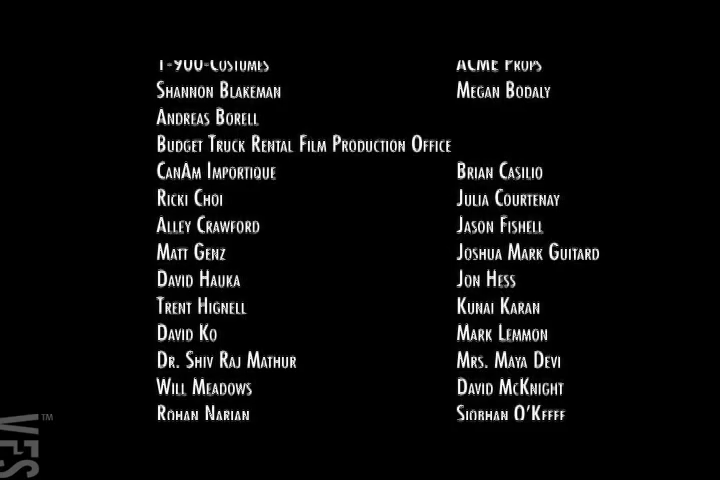 1-900-Costumes ACME Props
Shannon Blakeman Megan Bodaly
Andreas Borell
Budget Truck Rental Film Production Office
CanAm Importique Brian Casilio
Ricki Choi Julia Courtenay
Alley Crawford Jason Fishell
Matt Genz Joshua Mark Guitard
David Hauka Jon Hess
Trent Hignell Kunai Karan
David Ko Mark Lemmon
Dr. Shiv Raj Mathur Mrs. Maya Devi
Will Meadows David McKnight
Rohan Narian Siobhan O'Keefe
VFS TM